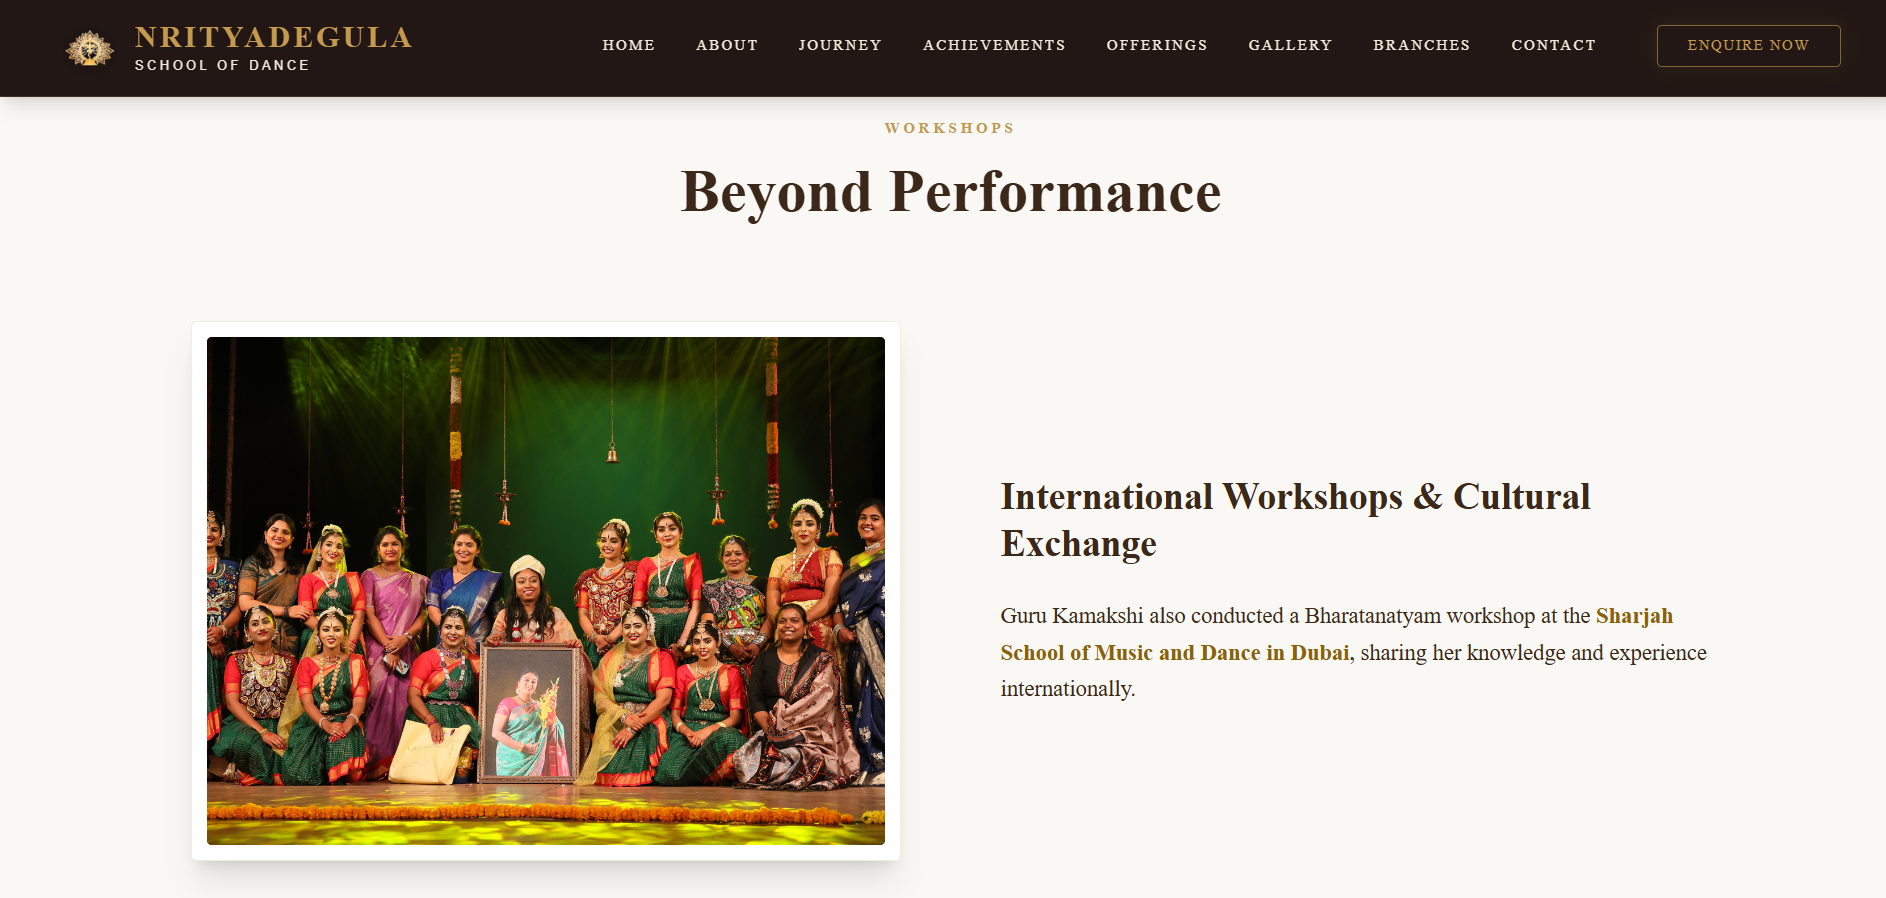 NRITYADEGULA
SCHOOL OF DANCE
HOME ABOUT JOURNEY ACHIEVEMENTS OFFERINGS GALLERY BRANCHES CONTACT ENQUIRE NOW
WORKSHOPS
Beyond Performance
International Workshops & Cultural
Exchange
Guru Kamakshi also conducted a Bharatanatyam workshop at the Sharjah
School of Music and Dance in Dubai, sharing her knowledge and experience
internationally.